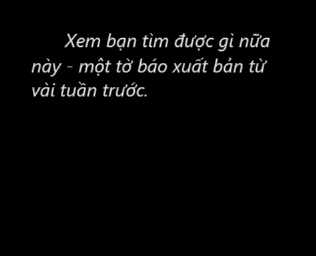 Xem bạn tìm được gì nữa
này - một tờ báo xuất bản từ
vài tuần trước.